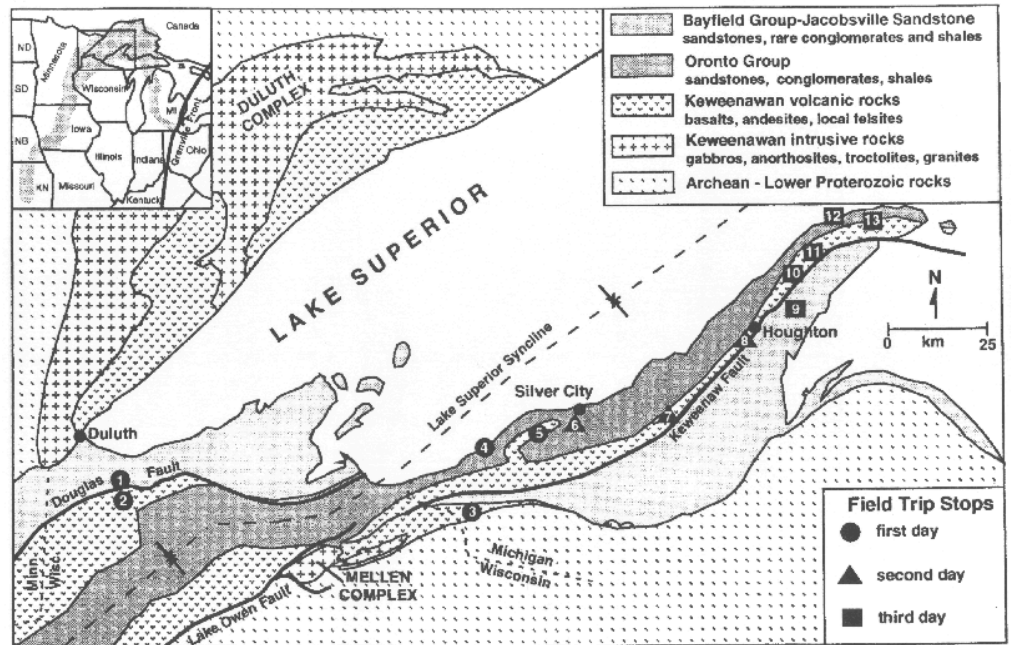 ND
SD
NB
KN
Minnesota
Canada
Wisconsin
MI
Iowa
Illinois
Indiana
Ohio
Missouri
Kentucky
Grenville Front
Bayfield Group-Jacobsville Sandstone
sandstones, rare conglomerates and shales
Oronto Group
sandstones, conglomerates, shales
Keweenawan volcanic rocks
basalts, andesites, local felsites
Keweenawan intrusive rocks
gabbros, anorthosites, troctolites, granites
Archean - Lower Proterozoic rocks
DULUTH
COMPLEX
LAKE SUPERIOR
Lake Superior Syncline
12
13
11
10
9
8
Houghton
N
0
25
km
Silver City
Keweenaw Fault
7
6
5
4
Duluth
Douglas Fault
1
2
3
Minn.
Wisc.
Michigan
Wisconsin
MELLEN
COMPLEX
Lake Owen Fault
Field Trip Stops
first day
second day
third day